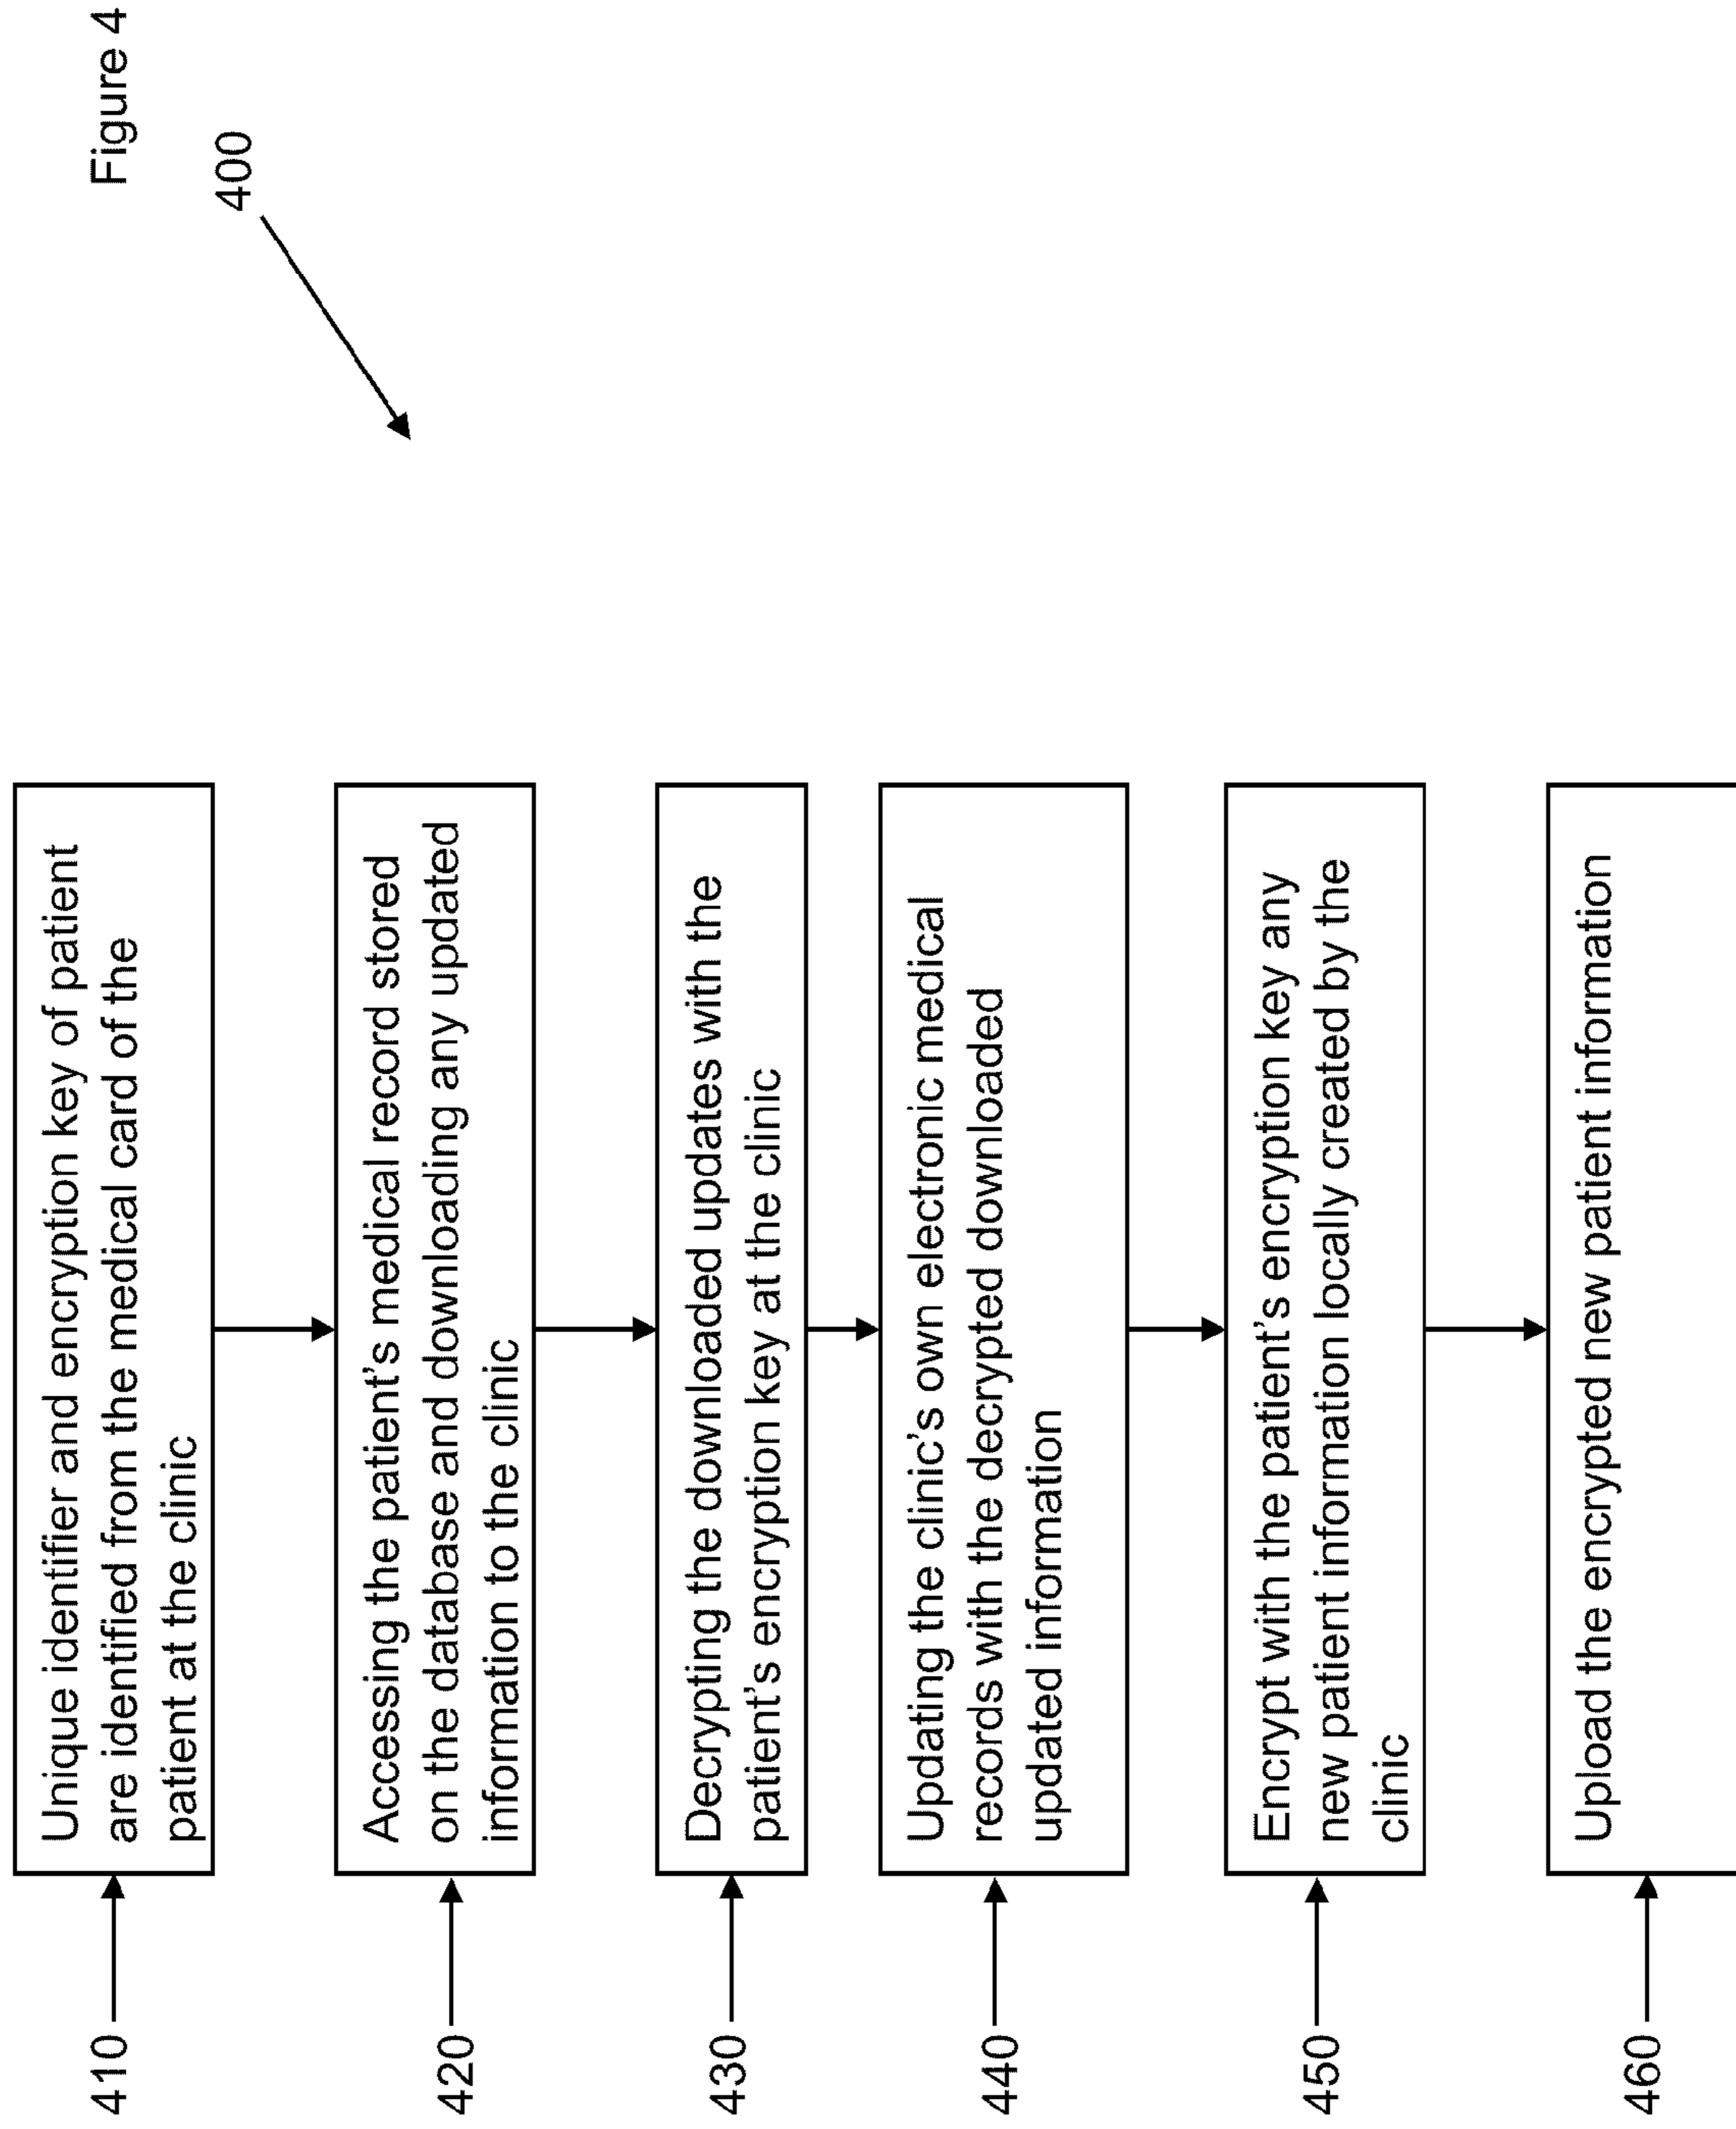 Figure 4
400
410
Unique identifier and encryption key of patient
are identified from the medical card of the
patient at the clinic
420
Accessing the patient's medical record stored
on the database and downloading any updated
information to the clinic
430
Decrypting the downloaded updates with the
patient's encryption key at the clinic
440
Updating the clinic's own electronic medical
records with the decrypted downloaded
updated information
450
Encrypt with the patient's encryption key any
new patient information locally created by the
clinic
460
Upload the encrypted new patient information